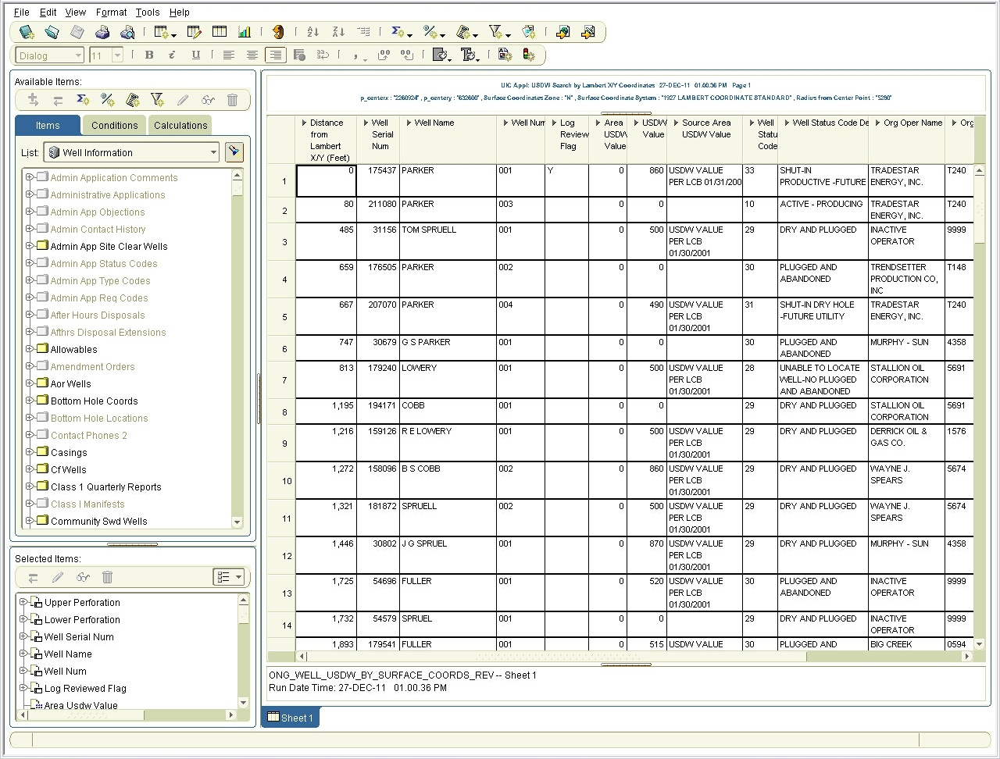 File Edit View Format Tools Help
Dialog 11 B i U
Available Items:
Items Conditions Calculations
List: Well Information
Admin Application Comments
Administrative Applications
Admin App Objections
Admin Contact History
Admin App Site Clear Wells
Admin App Status Codes
Admin App Type Codes
Admin App Req Codes
After Hours Disposals
Afthrs Disposal Extensions
Allowables
Amendment Orders
Aor Wells
Bottom Hole Coords
Bottom Hole Locations
Contact Phones 2
Casings
Cf Wells
Class 1 Quarterly Reports
Class I Manifests
Community Swd Wells
Selected Items:
Upper Perforation
Lower Perforation
Well Serial Num
Well Name
Well Num
Log Reviewed Flag
Area Usdw Value
UIC Appl: USDW Search by Lambert X/Y Coordinates 27-DEC-11 01.00.36 PM Page 1
p_centerx : "2260924", p_centery : "632600", Surface Coordinates Zone : "N", Surface Coordinate System : "1927 LAMBERT COORDINATE STANDARD", Radius from Center Point : "5280"
Distance Well Well Name Well Num Log Area USDW Source Area Well Well Status Code De Org Oper Name Org
from Serial Review USDW Value USDW Value Statu
Lambert Num Flag Value Code
X/Y (Feet)
1 0 175437 PARKER 001 Y 0 860 USDW VALUE 33 SHUT-IN TRADESTAR T240
PER LCB 01/31/200 PRODUCTIVE -FUTURE ENERGY, INC.
2 80 211080 PARKER 003 0 0 10 ACTIVE - PRODUCING TRADESTAR T240
ENERGY, INC.
3 485 31156 TOM SPRUELL 001 0 500 USDW VALUE 29 DRY AND PLUGGED INACTIVE 9999
PER LCB OPERATOR
01/30/2001
4 659 176505 PARKER 002 0 0 30 PLUGGED AND TRENDSETTER T148
ABANDONED PRODUCTION CO,
INC
5 667 207070 PARKER 004 0 490 USDW VALUE 31 SHUT-IN DRY HOLE TRADESTAR T240
PER LCB -FUTURE UTILITY ENERGY, INC.
01/30/2001
6 747 30679 G S PARKER 001 0 0 30 PLUGGED AND MURPHY - SUN 4358
ABANDONED
7 813 179240 LOWERY 001 0 500 USDW VALUE 28 UNABLE TO LOCATE STALLION OIL 5691
PER LCB WELL-NO PLUGGED CORPORATION
01/30/2001 AND ABANDONED
8 1,195 194171 COBB 001 0 0 29 DRY AND PLUGGED STALLION OIL 5691
CORPORATION
9 1,216 159126 R E LOWERY 001 0 500 USDW VALUE 29 DRY AND PLUGGED DERRICK OIL & 1576
PER LCB GAS CO.
01/30/2001
10 1,272 158096 B S COBB 002 0 860 USDW VALUE 29 DRY AND PLUGGED WAYNE J. 5674
PER LCB SPEARS
01/30/2001
11 1,321 181872 SPRUELL 002 0 500 USDW VALUE 29 DRY AND PLUGGED WAYNE J. 5674
PER LCB SPEARS
01/30/2001
12 1,446 30802 J G SPRUEL 001 0 870 USDW VALUE 29 DRY AND PLUGGED MURPHY - SUN 4358
PER LCB
01/30/2001
13 1,725 54696 FULLER 001 0 520 USDW VALUE 30 PLUGGED AND INACTIVE 9999
PER LCB ABANDONED OPERATOR
01/30/2001
14 1,732 54579 SPRUEL 001 0 0 29 DRY AND PLUGGED INACTIVE 9999
OPERATOR
1,893 179541 FULLER 001 0 515 USDW VALUE 30 PLUGGED AND BIG CREEK 0594
ONG_WELL_USDW_BY_SURFACE_COORDS_REV -- Sheet 1
Run Date Time: 27-DEC-11 01.00.36 PM
Sheet 1